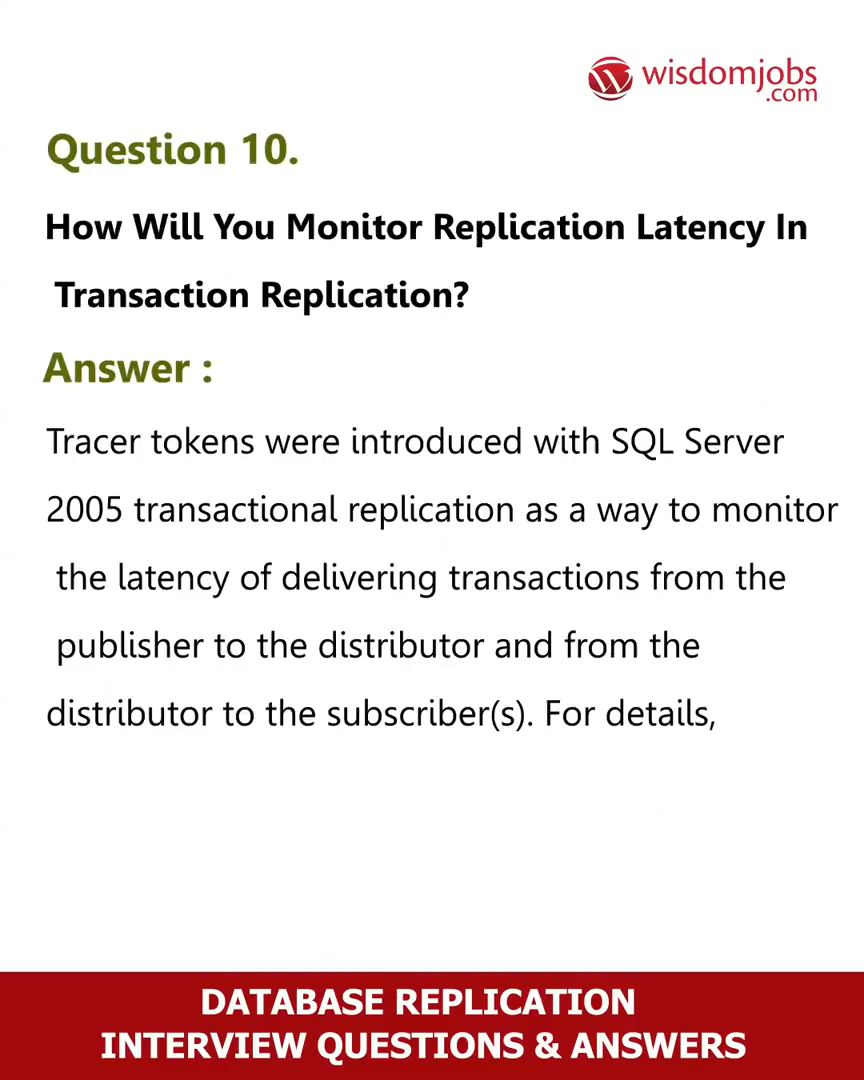 wisdomjobs
.com
Question 10.
How Will You Monitor Replication Latency In
Transaction Replication?
Answer :
Tracer tokens were introduced with SQL Server
2005 transactional replication as a way to monitor
the latency of delivering transactions from the
publisher to the distributor and from the
distributor to the subscriber(s). For details,
DATABASE REPLICATION
INTERVIEW QUESTIONS & ANSWERS